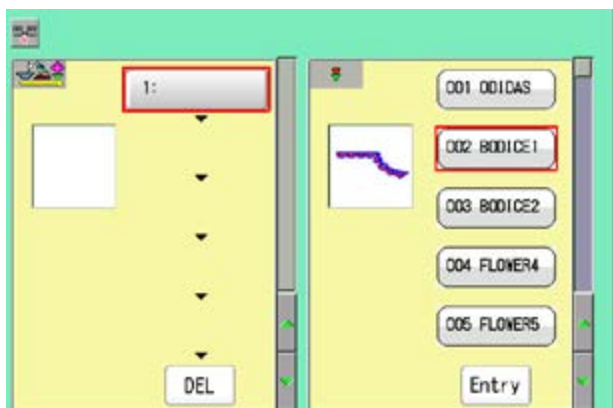 1:
DEL
001 ODIDAS
002 BODICE1
003 BODICE2
004 FLOWER4
005 FLOWER5
Entry